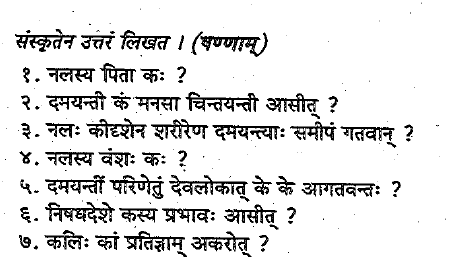 संस्कृतेन उत्तरं लिखत । (षण्णाम्)
१. नलस्य पिता कः ?
२. दमयन्ती कं मनसा चिन्तयन्ती आसीत् ?
३. नलः कीदृशेन शरीरेण दमयन्त्याः समीपं गतवान् ?
४. नलस्य वंशः कः ?
५. दमयन्तीं परिणेतुं देवलोकात् के के आगतवन्तः ?
६. निषधदेशे कस्य प्रभावः आसीत् ?
७. कलिः कां प्रतिज्ञाम् अकरोत् ?